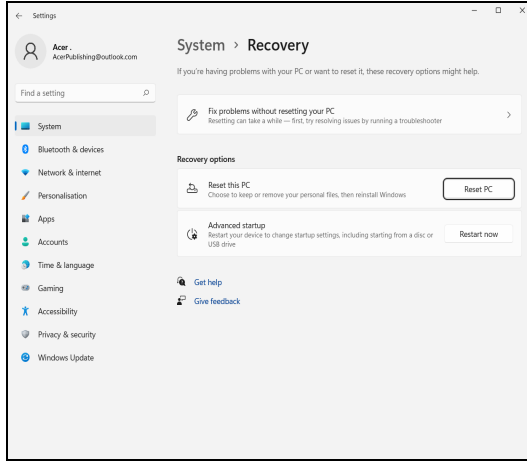 Settings
Acer .
AcerPublishing@outlook.com
Find a setting
System
Bluetooth & devices
Network & internet
Personalisation
Apps
Accounts
Time & language
Gaming
Accessibility
Privacy & security
Windows Update
System > Recovery
If you're having problems with your PC or want to reset it, these recovery options might help.
Fix problems without resetting your PC
Resetting can take a while — first, try resolving issues by running a troubleshooter
Recovery options
Reset this PC
Choose to keep or remove your personal files, then reinstall Windows
Reset PC
Advanced startup
Restart your device to change startup settings, including starting from a disc or
USB drive
Restart now
Get help
Give feedback